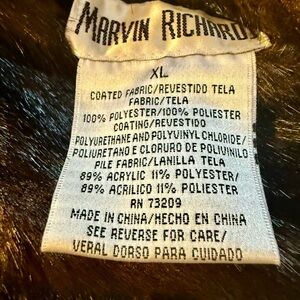 MARVIN RICHARD
XL
COATED FABRIC/REVESTIDO TELA
FABRIC/TELA
100% POLYESTER/100% POLIESTER
COATING/REVESTIDO
POLYURETHANE AND POLYVINYL CHLORIDE/
POLIURETANO E CLORURO DE POLIVINILO
PILE FABRIC/LANILLA TELA
89% ACRYLIC 11% POLYESTER/
89% ACRILICO 11% POLIESTER
RN 73209
MADE IN CHINA/HECHO EN CHINA
SEE REVERSE FOR CARE/
VERAL DORSO PARA CUIDADO